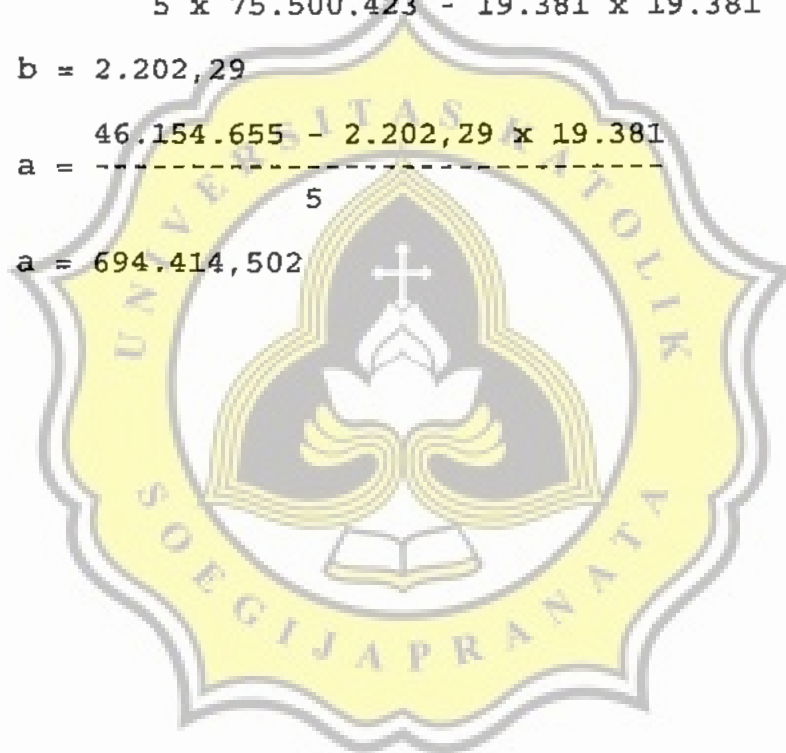 5 x 75.500.423 - 19.381 x 19.381
b = 2.202,29
46.154.655 - 2.202,29 x 19.381
a = --------------------------------
5
a = 694.414,502
UNIVERSITAS KATOLIK
SOEGIJAPRANATA